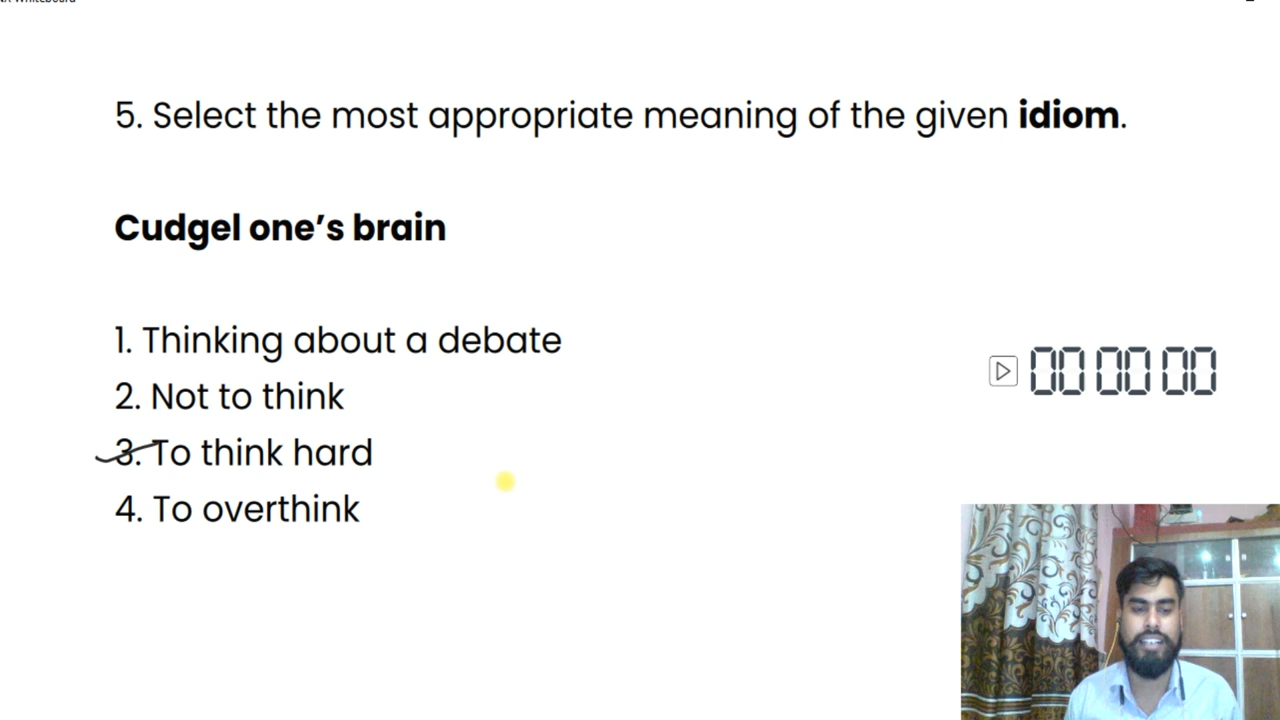 Whiteboard
5. Select the most appropriate meaning of the given idiom.
Cudgel one’s brain
1. Thinking about a debate
2. Not to think
3. To think hard
4. To overthink
00 00 00